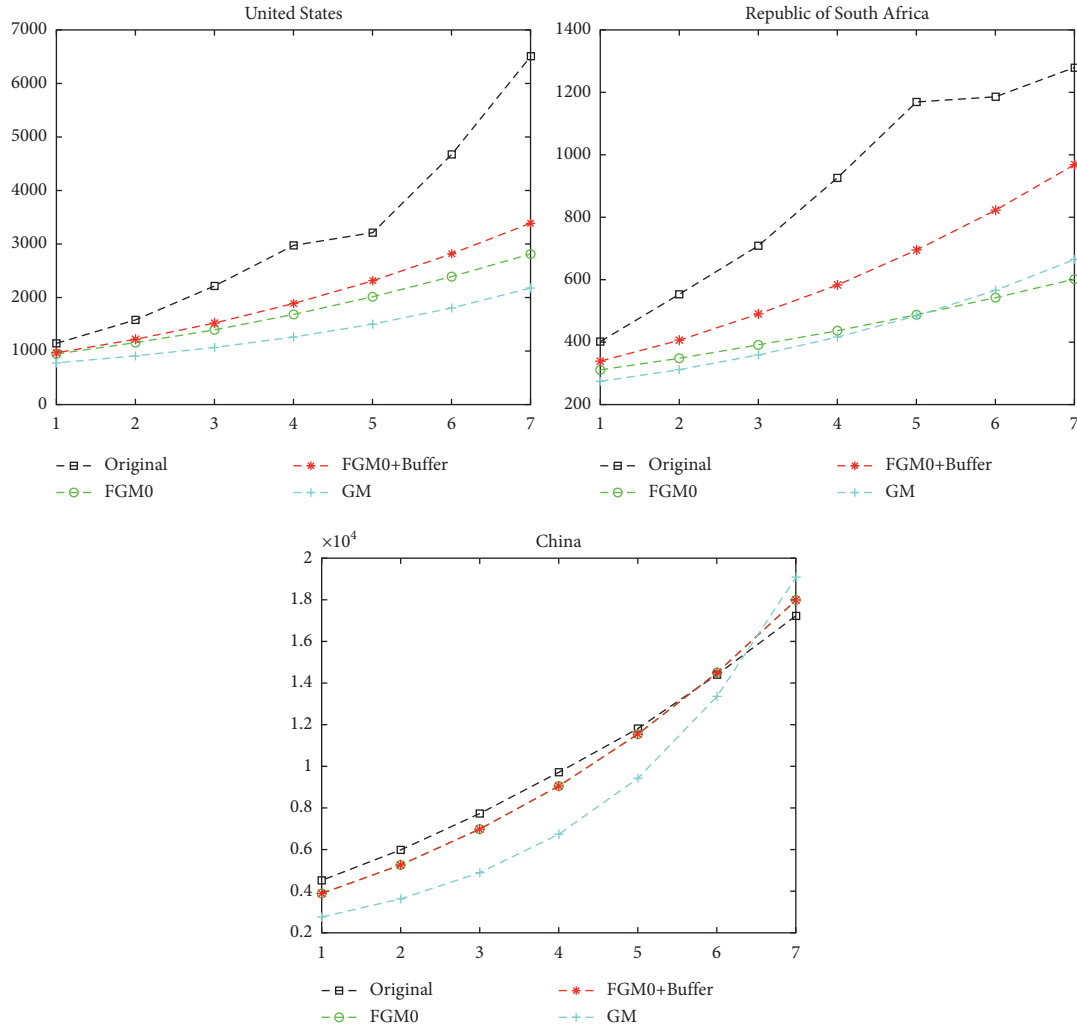 United States
7000
6000
5000
4000
3000
2000
1000
0
1 2 3 4 5 6 7
Original
FGM0+Buffer
FGM0
GM
Republic of South Africa
1400
1200
1000
800
600
400
200
1 2 3 4 5 6 7
Original
FGM0+Buffer
FGM0
GM
China
×10⁴
2
1.8
1.6
1.4
1.2
1
0.8
0.6
0.4
0.2
1 2 3 4 5 6 7
Original
FGM0+Buffer
FGM0
GM